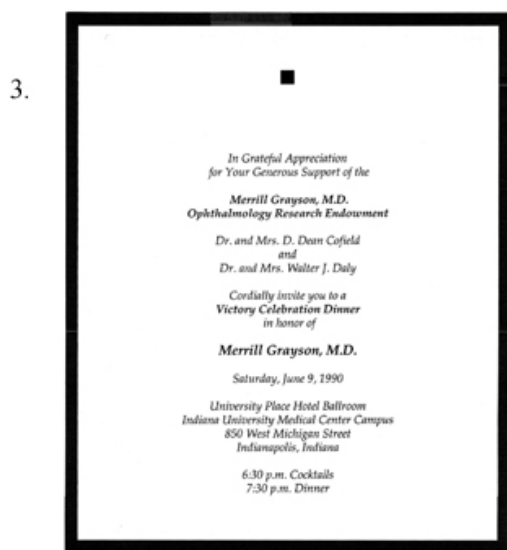 3.
In Grateful Appreciation
for Your Generous Support of the
Merrill Grayson, M.D.
Ophthalmology Research Endowment
Dr. and Mrs. D. Dean Cofield
and
Dr. and Mrs. Walter J. Daly
Cordially invite you to a
Victory Celebration Dinner
in honor of
Merrill Grayson, M.D.
Saturday, June 9, 1990
University Place Hotel Ballroom
Indiana University Medical Center Campus
850 West Michigan Street
Indianapolis, Indiana
6:30 p.m. Cocktails
7:30 p.m. Dinner